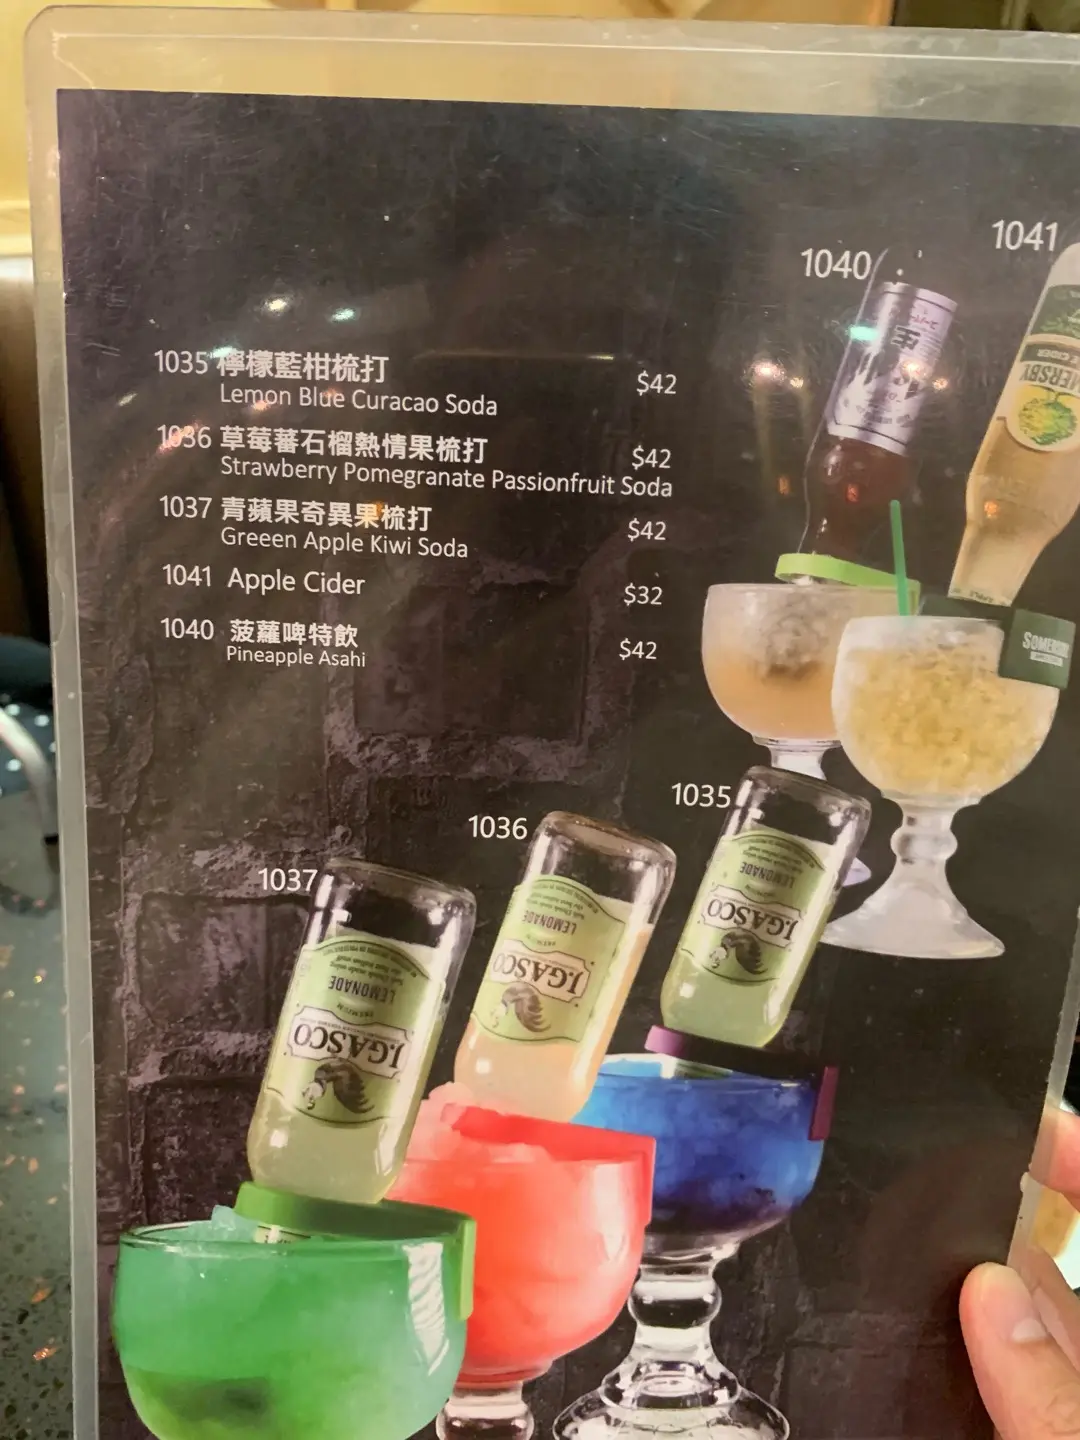 1041
1040
1035 檸檬藍柑梳打
Lemon Blue Curacao Soda
$42
1036 草莓蕃石榴熱情果梳打
Strawberry Pomegranate Passionfruit Soda
$42
1037 青蘋果奇異果梳打
Greeen Apple Kiwi Soda
$42
1041 Apple Cider
$32
1040 菠蘿啤特飲
Pineapple Asahi
$42
1035
1036
1037
LEMONADE
J.GASCO
LEMONADE
J.GASCO
LEMONADE
J.GASCO